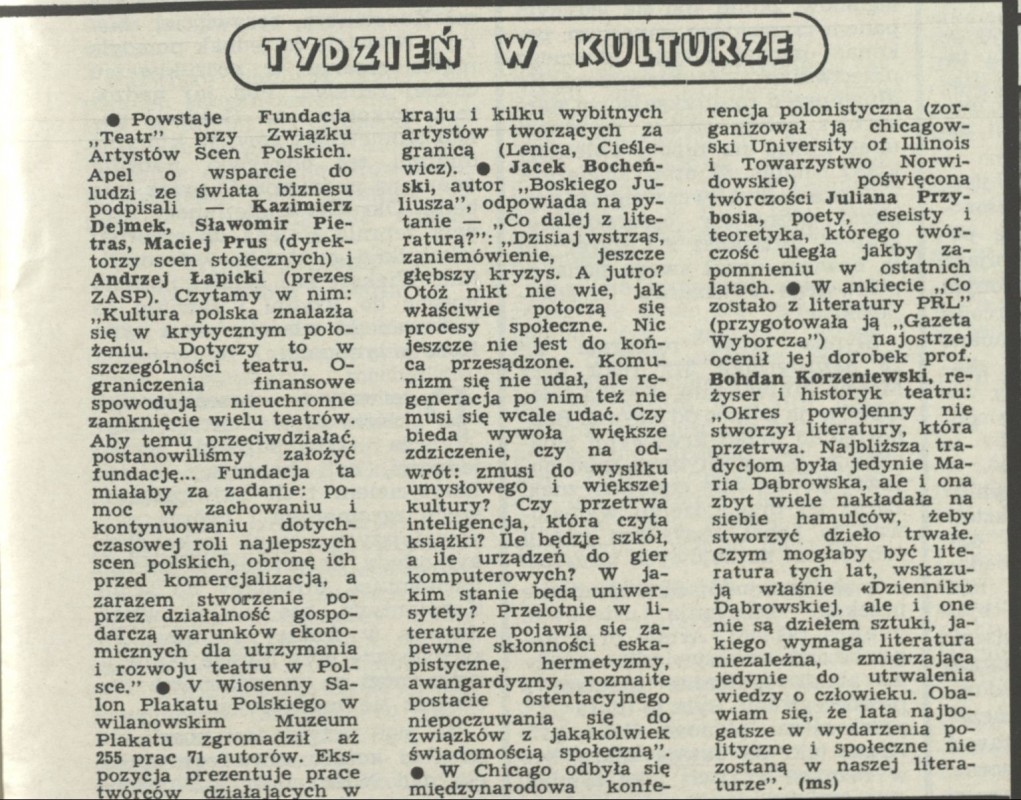 TYDZIEŃ W KULTURZE
● Powstaje Fundacja
„Teatr” przy Związku
Artystów Scen Polskich.
Apel o wsparcie do
ludzi ze świata biznesu
podpisali — Kazimierz
Dejmek, Sławomir Pie-
tras, Maciej Prus (dyrek-
torzy scen stołecznych) i
Andrzej Łapicki (prezes
ZASP). Czytamy w nim:
„Kultura polska znalazła
się w krytycznym poło-
żeniu. Dotyczy to w
szczególności teatru. O-
graniczenia finansowe
spowodują nieuchronne
zamknięcie wielu teatrów.
Aby temu przeciwdziałać,
postanowiliśmy założyć
fundację... Fundacja ta
miałaby za zadanie: po-
moc w zachowaniu i
kontynuowaniu dotych-
czasowej roli najlepszych
scen polskich, obronę ich
przed komercjalizacją, a
zarazem stworzenie po-
przez działalność gospo-
darczą warunków ekono-
micznych dla utrzymania
i rozwoju teatru w Pol-
sce.” ● V Wiosenny Sa-
lon Plakatu Polskiego w
wilanowskim Muzeum
Plakatu zgromadził aż
255 prac 71 autorów. Eks-
pozycja prezentuje prace
twórców działających w
kraju i kilku wybitnych
artystów tworzących za
granicą (Lenica, Cieśle-
wicz). ● Jacek Bocheń-
ski, autor „Boskiego Ju-
liusza”, odpowiada na py-
tanie — „Co dalej z lite-
raturą?”: „Dzisiaj wstrząs,
zaniemówienie, jeszcze
głębszy kryzys. A jutro?
Otóż nikt nie wie, jak
właściwie potoczą się
procesy społeczne. Nic
jeszcze nie jest do koń-
ca przesądzone. Komu-
nizm się nie udał, ale re-
generacja po nim też nie
musi się wcale udać. Czy
bieda wywoła większe
zdziczenie, czy na od-
wrót: zmusi do wysiłku
umysłowego i większej
kultury? Czy przetrwa
inteligencja, która czyta
książki? Ile będzie szkół,
a ile urządzeń do gier
komputerowych? W ja-
kim stanie będą uniwer-
sytety? Przelotnie w li-
teraturze pojawia się za-
pewne skłonności eska-
pistyczne, hermetyzmy,
awangardyzmy, rozmaite
postacie ostentacyjnego
niepoczuwania się do
związków z jakąkolwiek
świadomością społeczną”.
● W Chicago odbyła się
międzynarodowa konfe-
rencja polonistyczna (zor-
ganizował ją chicagow-
ski University of Illinois
i Towarzystwo Norwi-
dowskie) poświęcona
twórczości Juliana Przy-
bosia, poety, eseisty i
teoretyka, którego twór-
czość uległa jakby za-
pomnieniu w ostatnich
latach. ● W ankiecie „Co
zostało z literatury PRL”
(przygotowała ją „Gazeta
Wyborcza”) najostrzej
ocenił jej dorobek prof.
Bohdan Korzeniewski, re-
żyser i historyk teatru:
„Okres powojenny nie
stworzył literatury, która
przetrwa. Najbliższa tra-
dycjom była jedynie Ma-
ria Dąbrowska, ale i ona
zbyt wiele nakładała na
siebie hamulców, żeby
stworzyć dzieło trwałe.
Czym mogłaby być lite-
ratura tych lat, wskazu-
ją właśnie «Dzienniki»
Dąbrowskiej, ale i one
nie są dziełem sztuki, ja-
kiego wymaga literatura
niezależna, zmierzająca
jedynie do utrwalenia
wiedzy o człowieku. Oba-
wiam się, że lata najbo-
gatsze w wydarzenia po-
lityczne i społeczne nie
zostaną w naszej litera-
turze”. (ms)